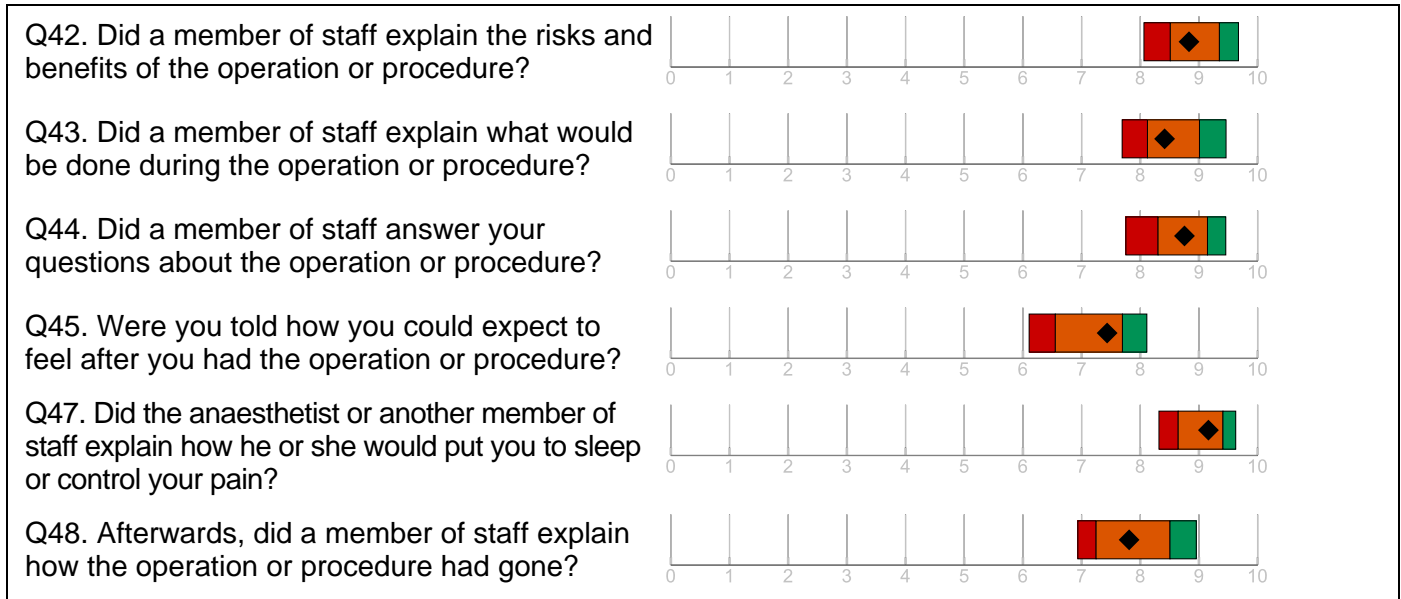 Q42. Did a member of staff explain the risks and
benefits of the operation or procedure?
0 1 2 3 4 5 6 7 8 9 10
Q43. Did a member of staff explain what would
be done during the operation or procedure?
0 1 2 3 4 5 6 7 8 9 10
Q44. Did a member of staff answer your
questions about the operation or procedure?
0 1 2 3 4 5 6 7 8 9 10
Q45. Were you told how you could expect to
feel after you had the operation or procedure?
0 1 2 3 4 5 6 7 8 9 10
Q47. Did the anaesthetist or another member of
staff explain how he or she would put you to sleep
or control your pain?
0 1 2 3 4 5 6 7 8 9 10
Q48. Afterwards, did a member of staff explain
how the operation or procedure had gone?
0 1 2 3 4 5 6 7 8 9 10